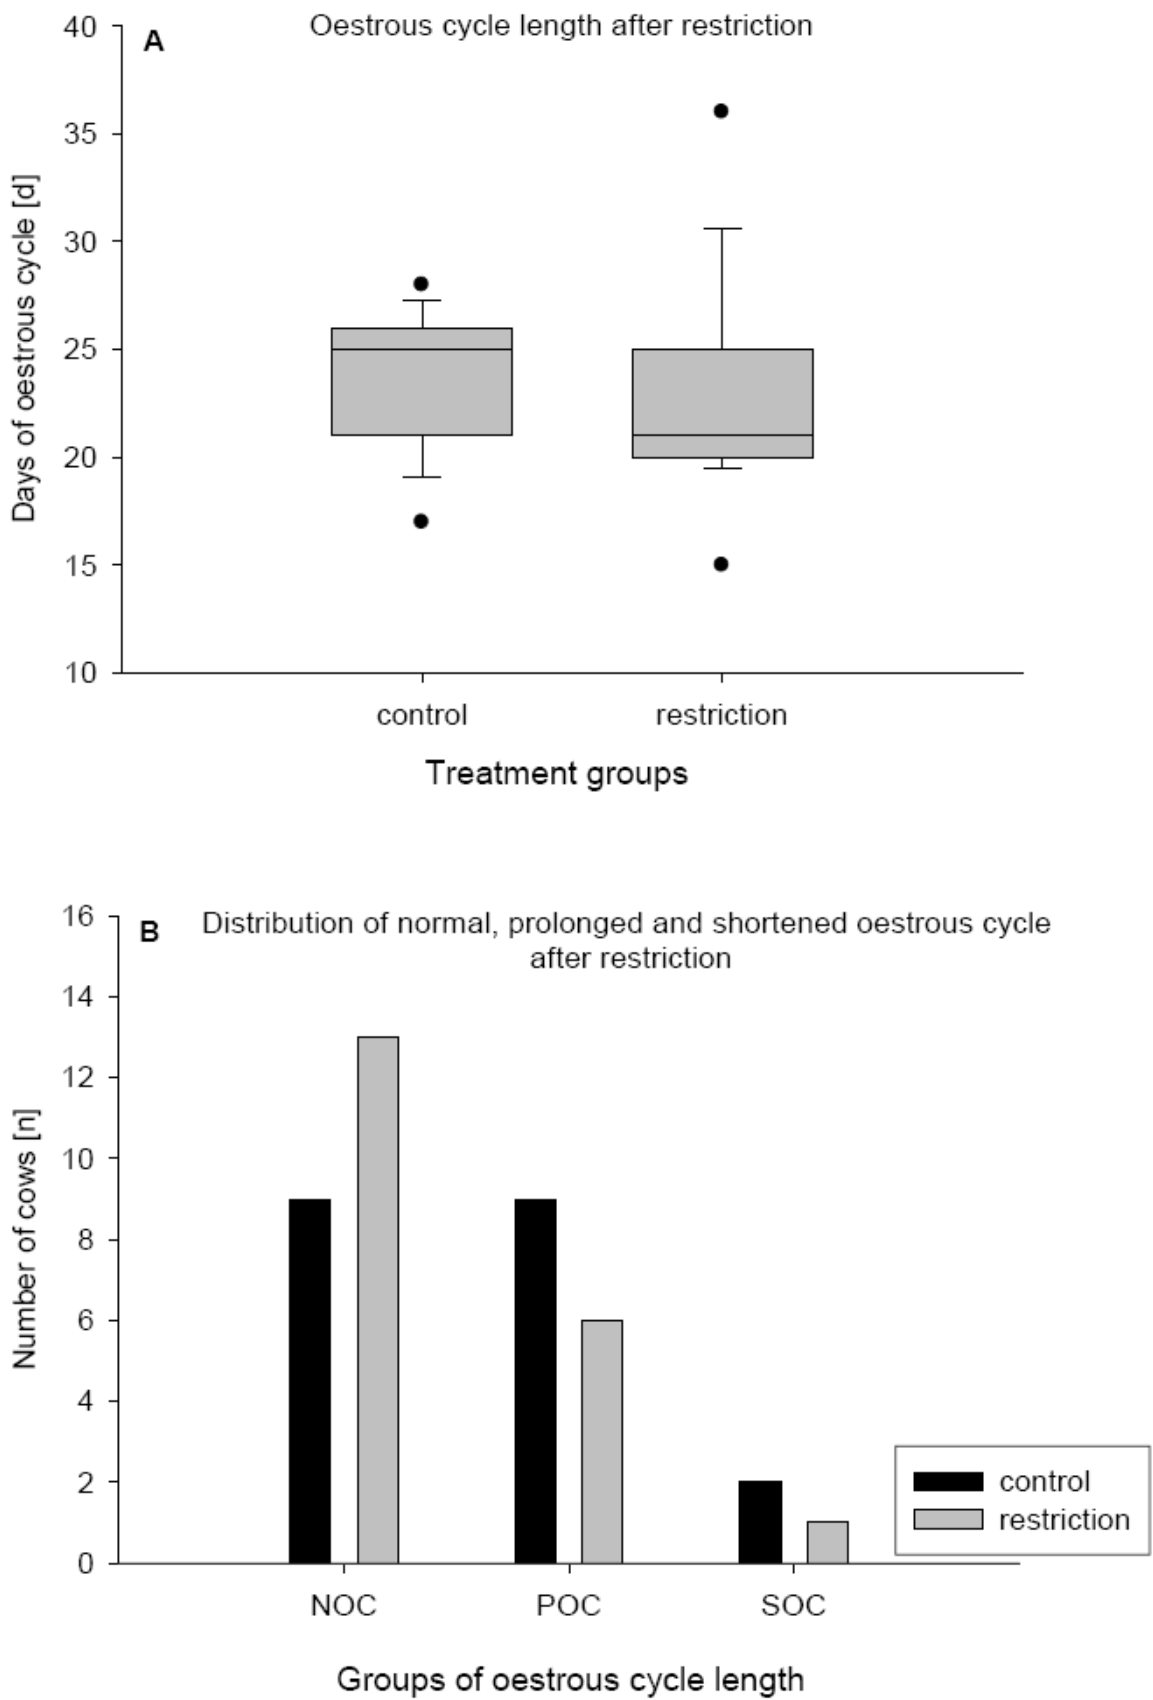 Oestrous cycle length after restriction
A
40
35
30
25
20
15
10
Days of oestrous cycle [d]
control restriction
Treatment groups
B
Distribution of normal, prolonged and shortened oestrous cycle
after restriction
16
14
12
10
8
6
4
2
0
Number of cows [n]
control
restriction
NOC POC SOC
Groups of oestrous cycle length